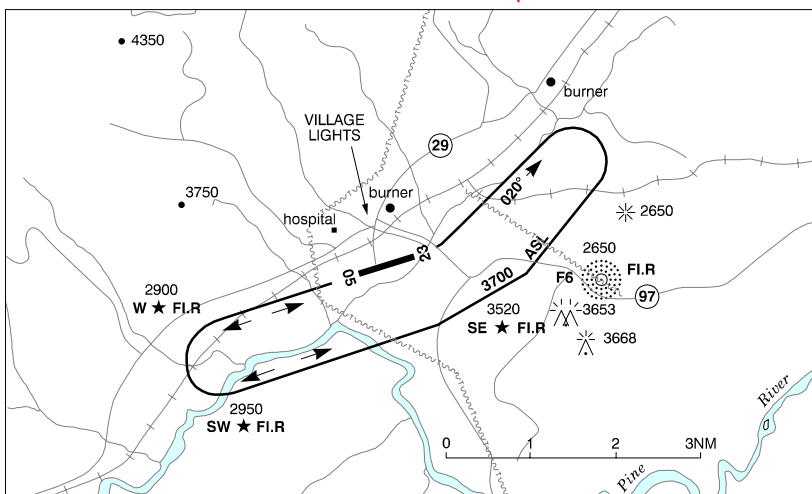 4350
burner
VILLAGE
LIGHTS
29
020°
3750
burner
hospital
2650
23
ASL
2650
05
F6
Fl.R
3700
97
2900
W ★ Fl.R
3520
3653
SE ★ Fl.R
3668
2950
SW ★ Fl.R
River
0 1 2 3NM
Pine